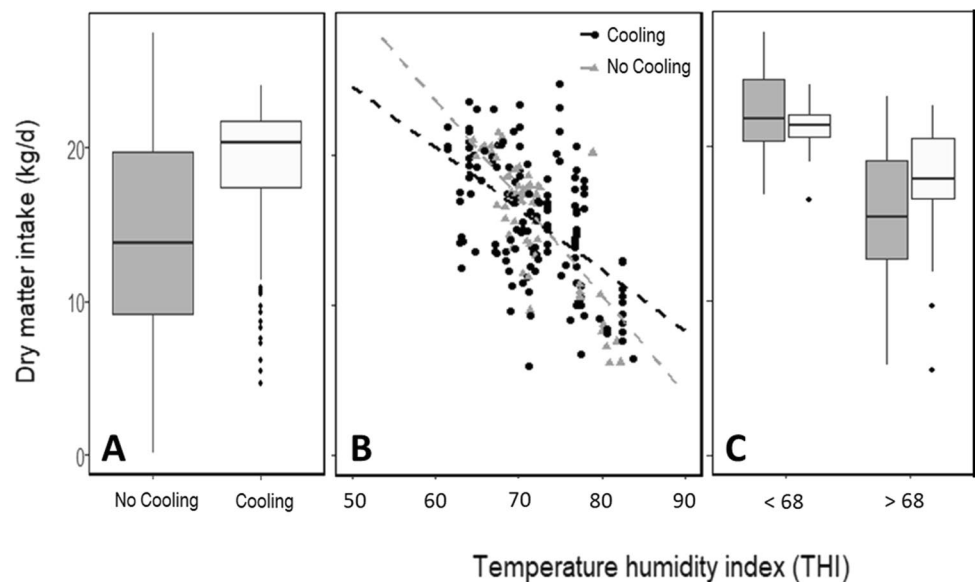 Dry matter intake (kg/d)
20
10
0
A
No Cooling
Cooling
Cooling
No Cooling
B
50 60 70 80 90
C
< 68
> 68
Temperature humidity index (THI)